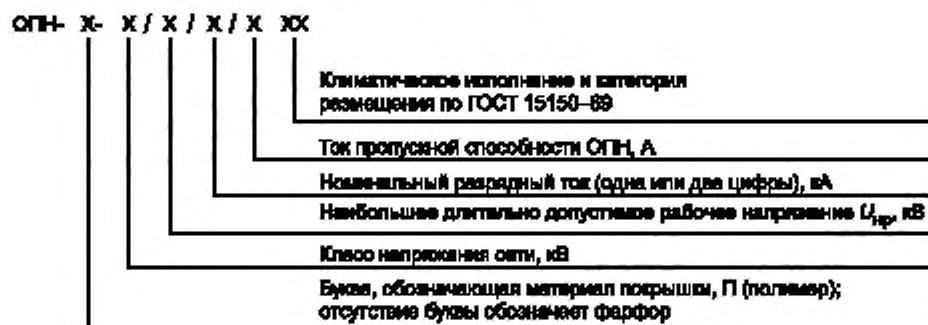 ОПН- Х- Х / Х / Х / Х ХХ
Климатическое исполнение и категория
размещения по ГОСТ 15150–69
Ток пропускной способности ОПН, А
Номинальный разрядный ток (одна или две цифры), кА
Наибольшее длительно допустимое рабочее напряжение Uнр, кВ
Класс напряжения сети, кВ
Буква, обозначающая материал покрышки, П (полимер);
отсутствие буквы обозначает фарфор